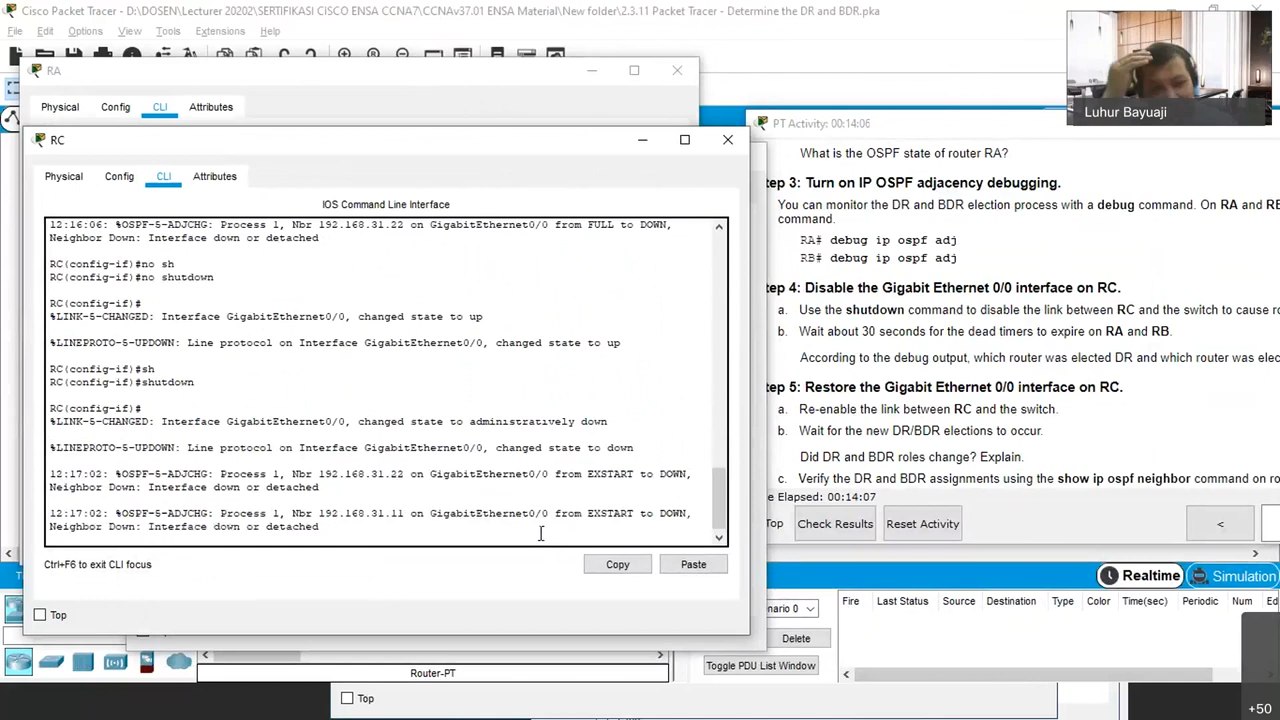 Cisco Packet Tracer - D:\DOSEN\Lecturer 20202\SERTIFIKASI CISCO ENSA CCNA7\CCNAv37.01 ENSA Material\New folder\2.3.11 Packet Tracer - Determine the DR and BDR.pka
File Edit Options View Tools Extensions Help
RA
Physical Config CLI Attributes
Luhur Bayuaji
PT Activity: 00:14:06
RC
Physical Config CLI Attributes
IOS Command Line Interface
12:16:06: %OSPF-5-ADJCHG: Process 1, Nbr 192.168.31.22 on GigabitEthernet0/0 from FULL to DOWN,
Neighbor Down: Interface down or detached
RC(config-if)#no sh
RC(config-if)#no shutdown
RC(config-if)#
%LINK-5-CHANGED: Interface GigabitEthernet0/0, changed state to up
%LINEPROTO-5-UPDOWN: Line protocol on Interface GigabitEthernet0/0, changed state to up
RC(config-if)#sh
RC(config-if)#shutdown
RC(config-if)#
%LINK-5-CHANGED: Interface GigabitEthernet0/0, changed state to administratively down
%LINEPROTO-5-UPDOWN: Line protocol on Interface GigabitEthernet0/0, changed state to down
12:17:02: %OSPF-5-ADJCHG: Process 1, Nbr 192.168.31.22 on GigabitEthernet0/0 from EXSTART to DOWN,
Neighbor Down: Interface down or detached
12:17:02: %OSPF-5-ADJCHG: Process 1, Nbr 192.168.31.11 on GigabitEthernet0/0 from EXSTART to DOWN,
Neighbor Down: Interface down or detached
Ctrl+F6 to exit CLI focus
Copy Paste
Top
What is the OSPF state of router RA?
tep 3: Turn on IP OSPF adjacency debugging.
You can monitor the DR and BDR election process with a debug command. On RA and RB
command.
RA# debug ip ospf adj
RB# debug ip ospf adj
tep 4: Disable the Gigabit Ethernet 0/0 interface on RC.
a. Use the shutdown command to disable the link between RC and the switch to cause ro
b. Wait about 30 seconds for the dead timers to expire on RA and RB.
According to the debug output, which router was elected DR and which router was elec
tep 5: Restore the Gigabit Ethernet 0/0 interface on RC.
a. Re-enable the link between RC and the switch.
b. Wait for the new DR/BDR elections to occur.
Did DR and BDR roles change? Explain.
c. Verify the DR and BDR assignments using the show ip ospf neighbor command on ro
e Elapsed: 00:14:07
Top Check Results Reset Activity <
Realtime Simulation
enario 0
Fire Last Status Source Destination Type Color Time(sec) Periodic Num Ed
Delete
Toggle PDU List Window
Router-PT
Top
+50